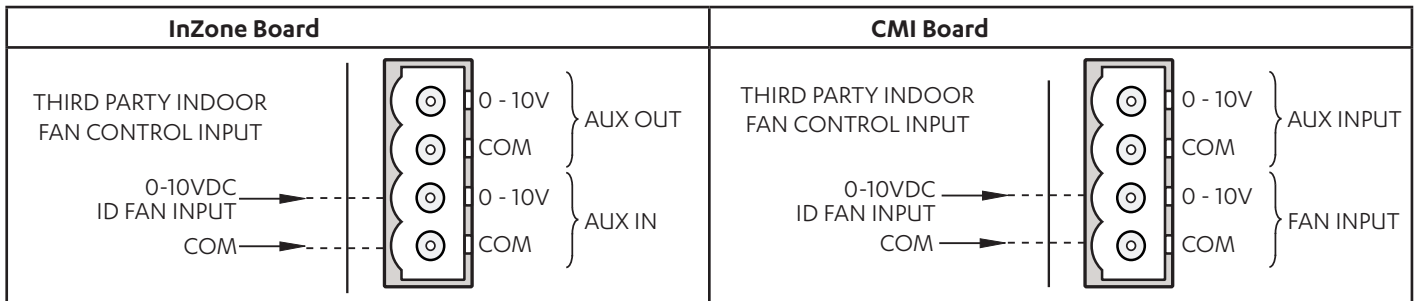 InZone Board
THIRD PARTY INDOOR
FAN CONTROL INPUT
0-10VDC
ID FAN INPUT
COM
0 - 10V
COM
AUX OUT
0 - 10V
COM
AUX IN
CMI Board
THIRD PARTY INDOOR
FAN CONTROL INPUT
0-10VDC
ID FAN INPUT
COM
0 - 10V
COM
AUX INPUT
0 - 10V
COM
FAN INPUT